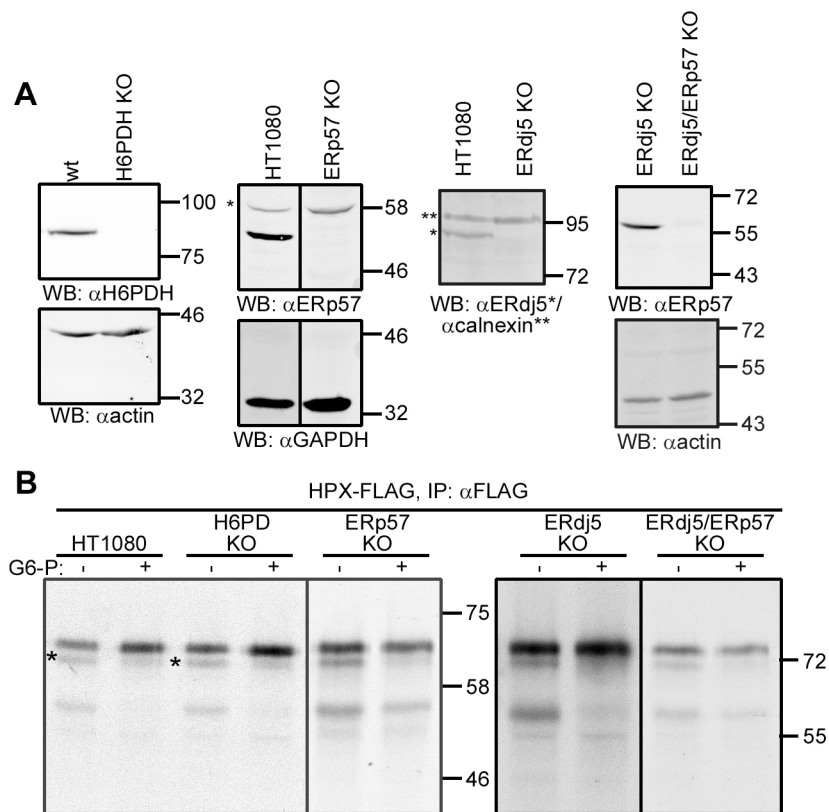 A
wt
H6PDH KO
100
75
WB: αH6PDH
46
32
WB: αactin
HT1080
ERp57 KO
*
58
46
WB: αERp57
46
32
WB: αGAPDH
HT1080
ERdj5 KO
**
*
95
72
WB: αERdj5*/
αcalnexin**
ERdj5 KO
ERdj5/ERp57 KO
72
55
43
WB: αERp57
72
55
43
WB: αactin
B
HPX-FLAG, IP: αFLAG
HT1080
H6PD
KO
ERp57
KO
ERdj5
KO
ERdj5/ERp57
KO
G6-P: - + - + - + - + - +
*
*
75
58
46
72
55